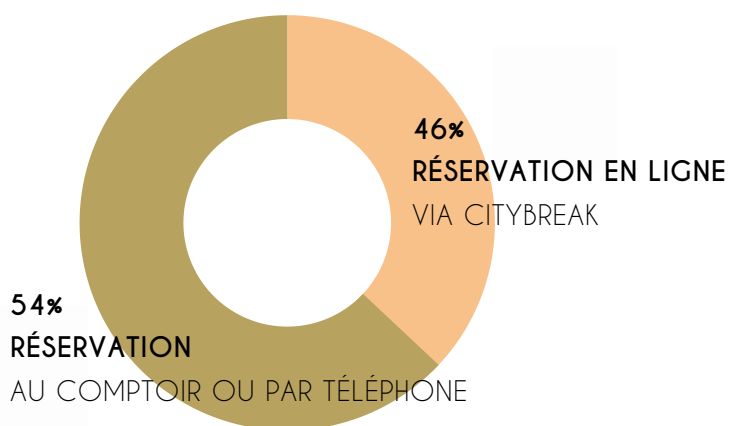 46%
RÉSERVATION EN LIGNE
VIA CITYBREAK
54%
RÉSERVATION
AU COMPTOIR OU PAR TÉLÉPHONE